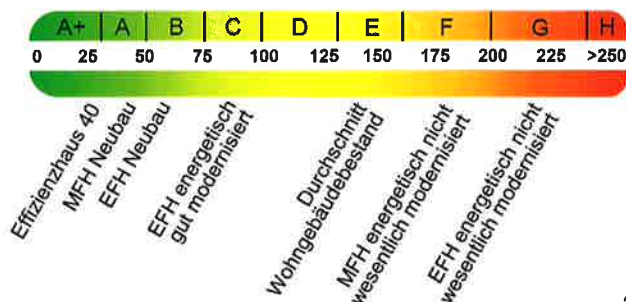 A+ A B C D E F G H
0 25 50 75 100 125 150 175 200 225 >250
Effizienzhaus 40
MFH Neubau
EFH Neubau
EFH energetisch
gut modernisiert
Durchschnitt
Wohngebäudebestand
MFH energetisch nicht
wesentlich modernisiert
EFH energetisch nicht
wesentlich modernisiert